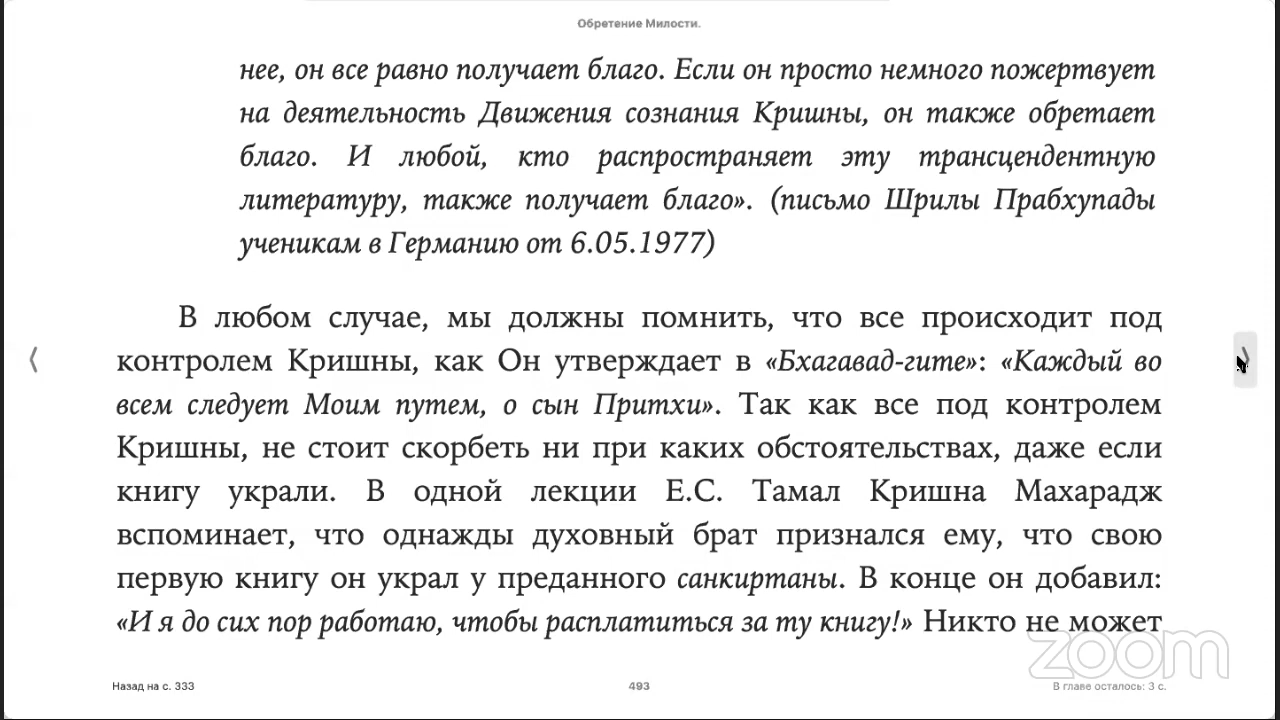 Обретение Милости.
нее, он все равно получает благо. Если он просто немного пожертвует
на деятельность Движения сознания Кришны, он также обретает
благо. И любой, кто распространяет эту трансцендентную
литературу, также получает благо». (письмо Шрилы Прабхупады
ученикам в Германию от 6.05.1977)
В любом случае, мы должны помнить, что все происходит под
контролем Кришны, как Он утверждает в «Бхагавад-гите»: «Каждый во
всем следует Моим путем, о сын Притхи». Так как все под контролем
Кришны, не стоит скорбеть ни при каких обстоятельствах, даже если
книгу украли. В одной лекции Е.С. Тамал Кришна Махарадж
вспоминает, что однажды духовный брат признался ему, что свою
первую книгу он украл у преданного санкиртаны. В конце он добавил:
«И я до сих пор работаю, чтобы расплатиться за ту книгу!» Никто не может
zoom
Назад на с. 333
493
В главе осталось: 3 с.